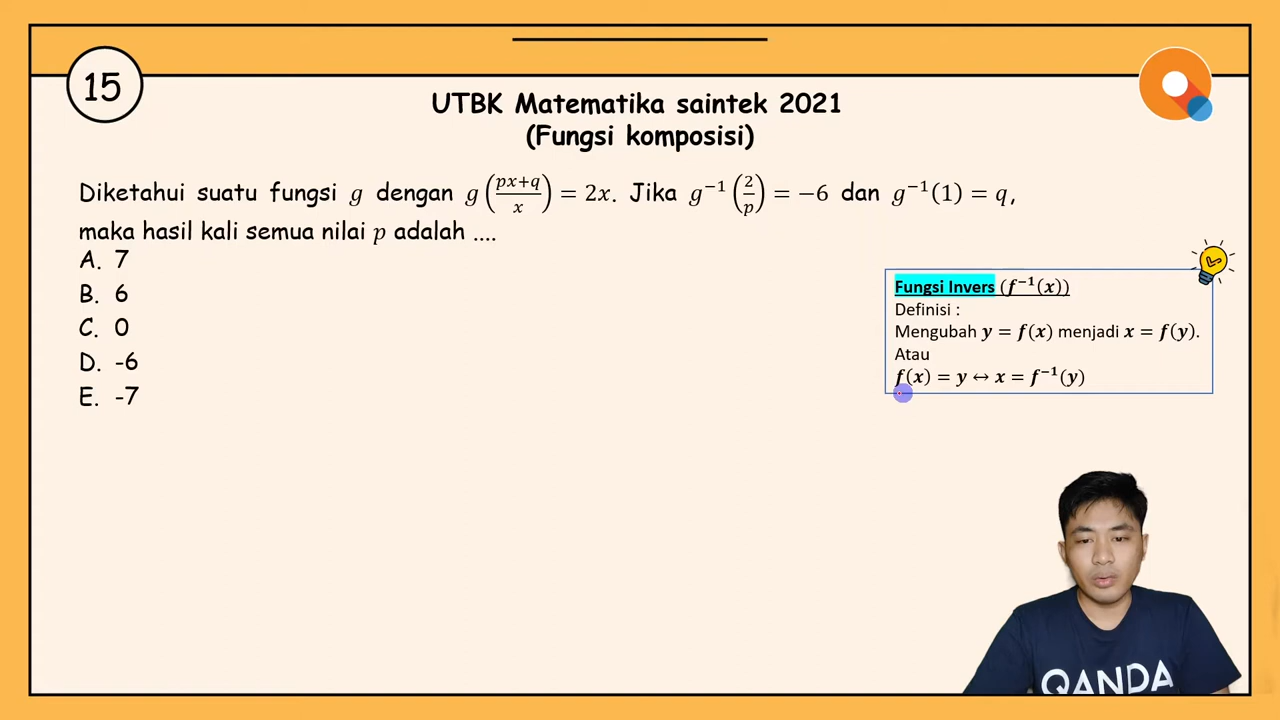 15
UTBK Matematika saintek 2021
(Fungsi komposisi)
Diketahui suatu fungsi g dengan g((px+q)/x) = 2x. Jika g⁻¹(2/p) = −6 dan g⁻¹(1) = q,
maka hasil kali semua nilai p adalah ....
A. 7
B. 6
C. 0
D. -6
E. -7
Fungsi Invers (f⁻¹(x))
Definisi :
Mengubah y = f(x) menjadi x = f(y).
Atau
f(x) = y ↔ x = f⁻¹(y)
QANDA